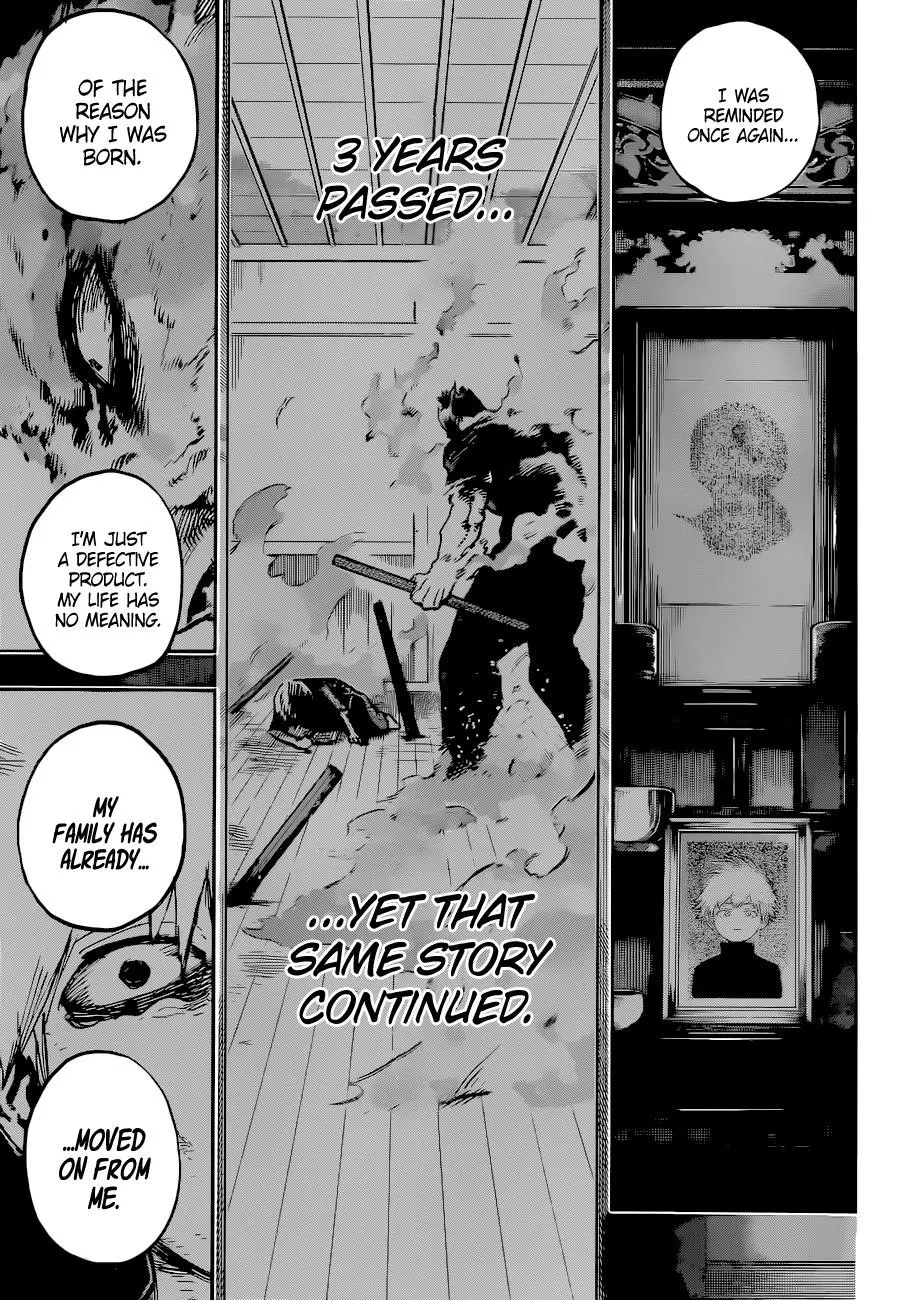 I WAS
REMINDED
ONCE AGAIN...
3 YEARS
PASSED...
...YET THAT
SAME STORY
CONTINUED.
OF THE
REASON
WHY I WAS
BORN.
I'M JUST
A DEFECTIVE
PRODUCT.
MY LIFE HAS
NO MEANING.
MY
FAMILY HAS
ALREADY...
...MOVED
ON FROM
ME.